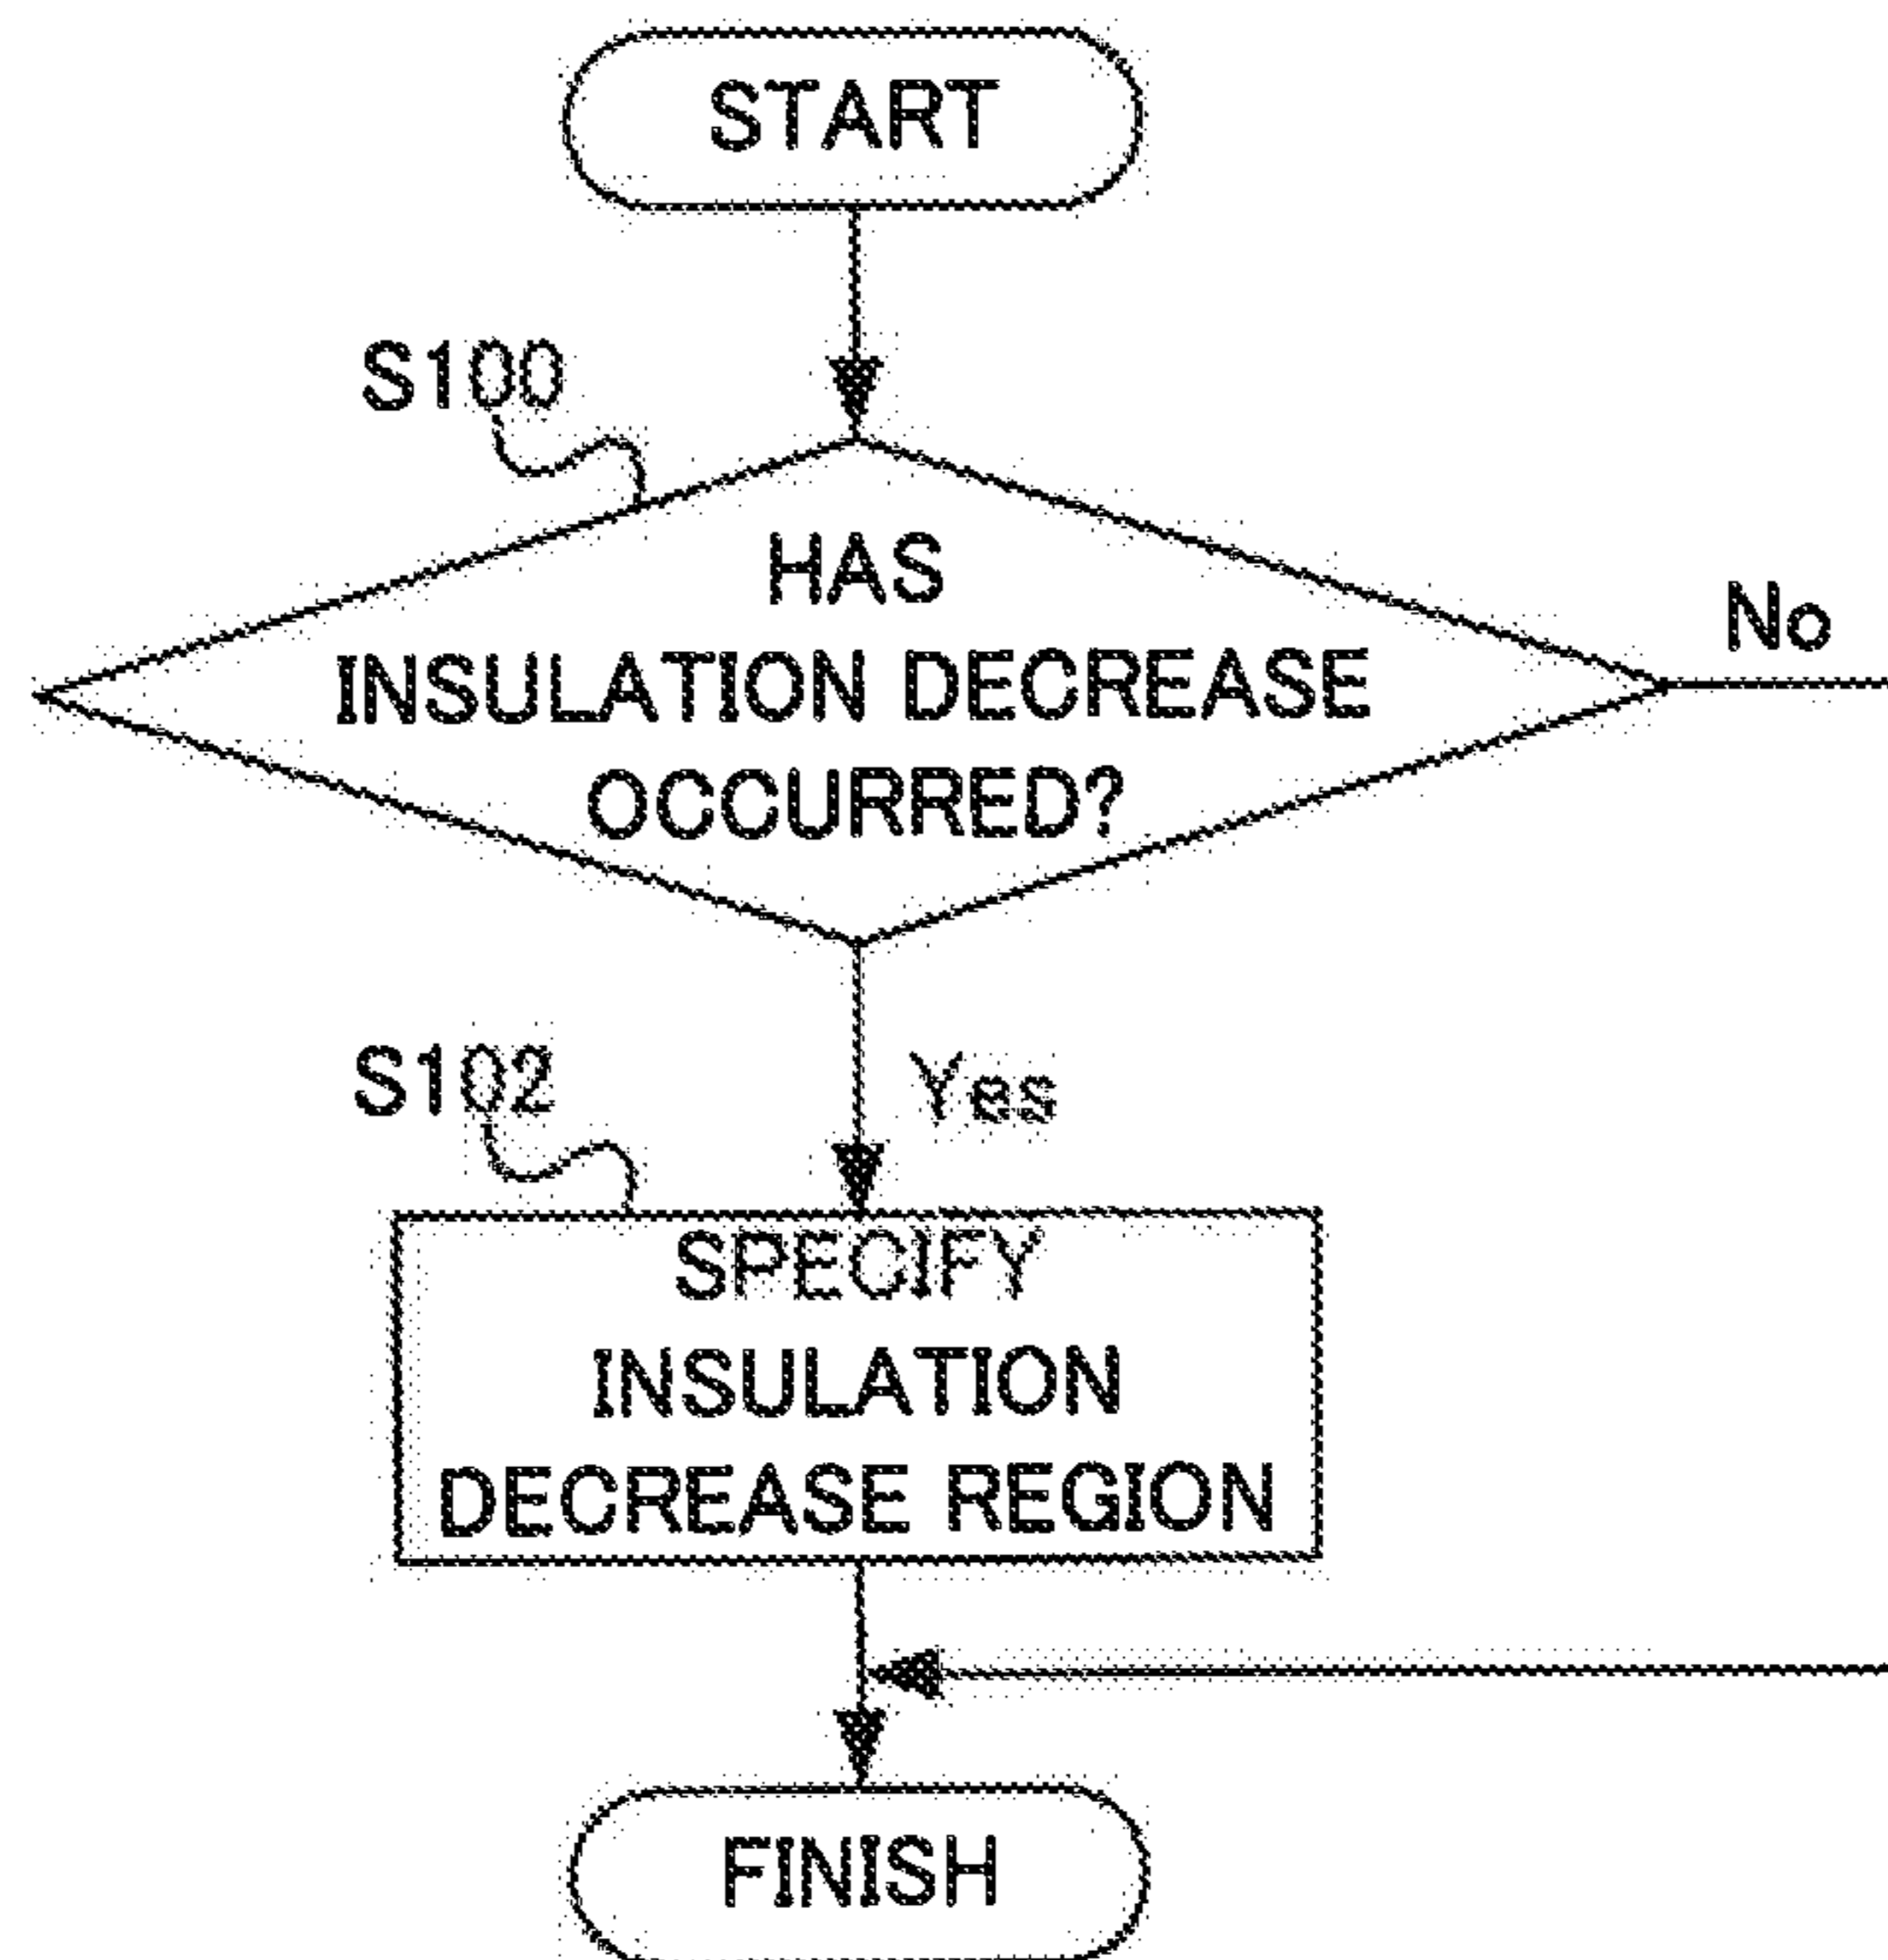 START
S100
HAS
INSULATION DECREASE
OCCURRED?
No
S102
Yes
SPECIFY
INSULATION
DECREASE REGION
FINISH